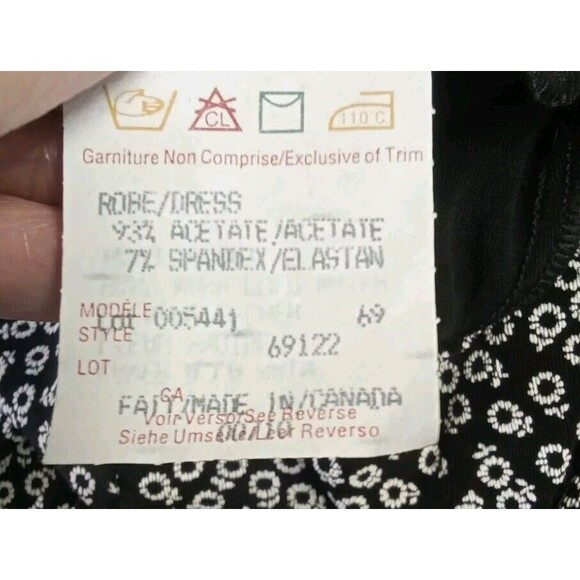 CL 110 C
Garniture Non Comprise/Exclusive of Trim
ROBE/DRESS
93% ACETATE/ACETATE
7% SPANDEX/ELASTAN
MODÈLE
LOT 005441 69
STYLE
69122
LOT
CA
FAIT/MADE IN/CANADA
Voir Verso/See Reverse
Siehe Umseite/Leer Reverso